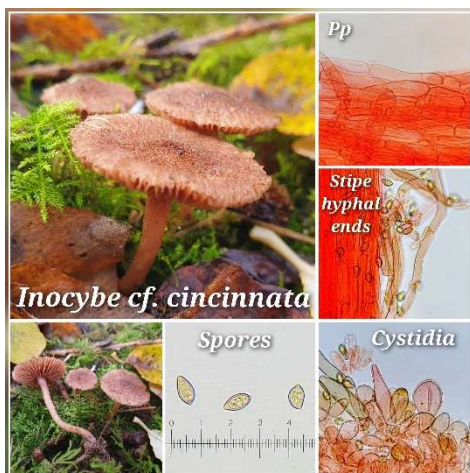 Pp
Stipe
hyphal
ends
Inocybe cf. cincinnata
Spores
0 1 2 3 4
Cystidia